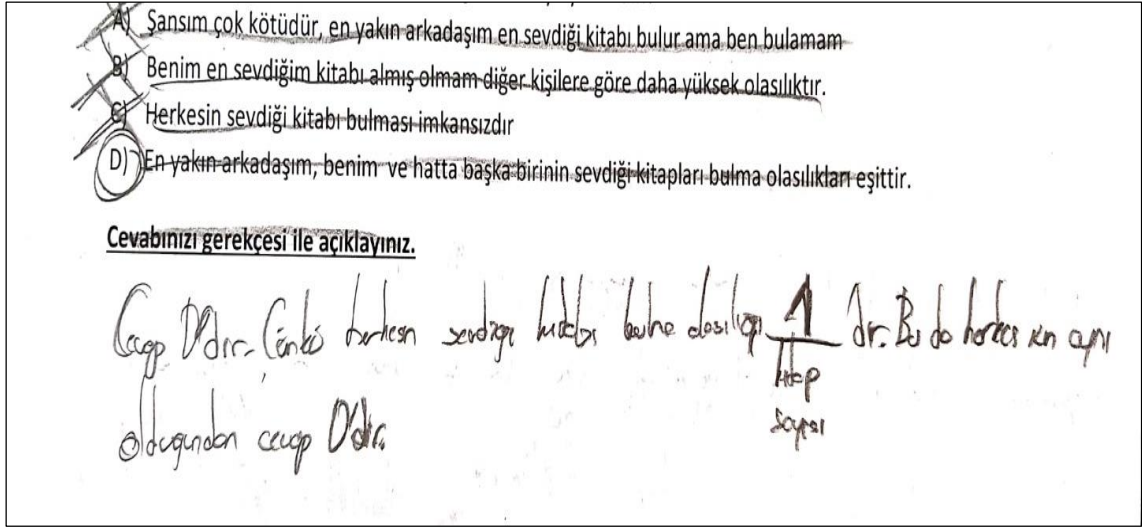 A) Şansım çok kötüdür, en yakın arkadaşım en sevdiği kitabı bulur ama ben bulamam
B) Benim en sevdiğim kitabı almış olmam diğer kişilere göre daha yüksek olasılıktır.
C) Herkesin sevdiği kitabı bulması imkansızdır
D) En yakın arkadaşım, benim ve hatta başka birinin sevdiği kitapları bulma olasılıkları eşittir.
Cevabınızı gerekçesi ile açıklayınız.
Cevap D'dır. Çünkü herkesin sevdiği kitabı bulma olasılığı 1 dır. Bu da herkes için aynı
kitap
sayısı
olduğundan cevap D'dir.